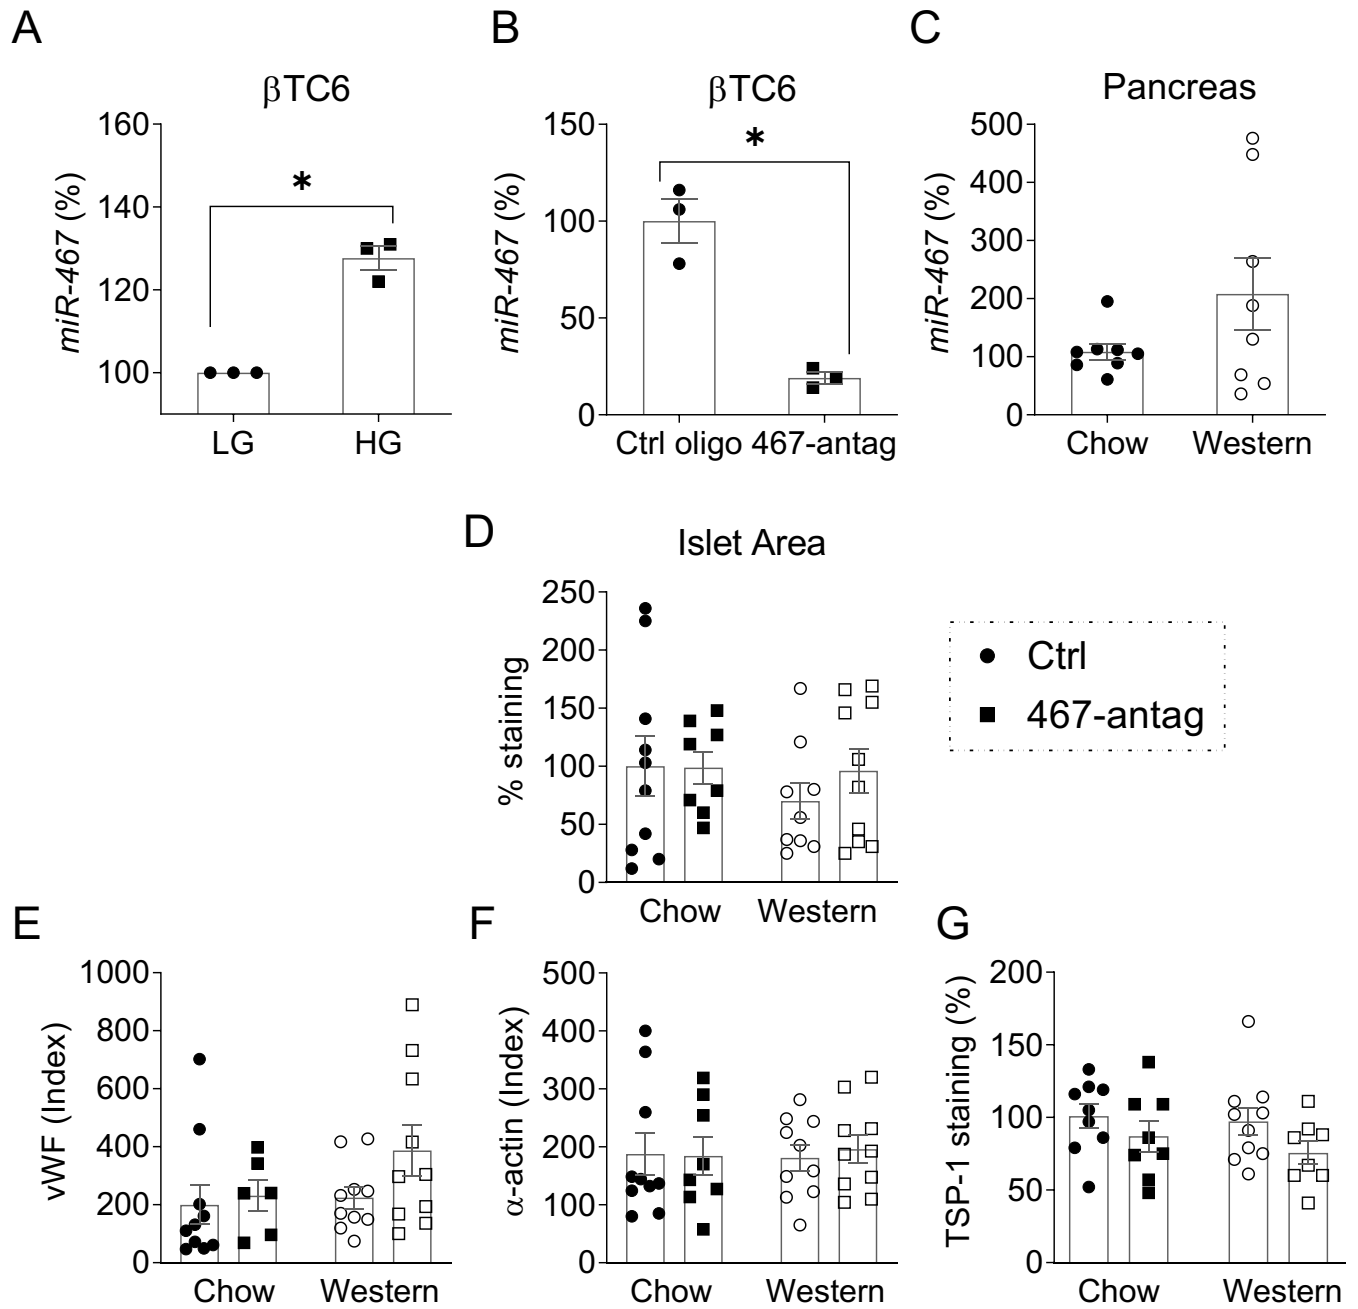 A
βTC6
miR-467 (%)
160
140
120
100
*
LG HG
B
βTC6
miR-467 (%)
150
100
50
0
*
Ctrl oligo 467-antag
C
Pancreas
miR-467 (%)
500
400
300
200
100
0
Chow Western
D
Islet Area
% staining
250
200
150
100
50
0
Chow Western
Ctrl
467-antag
E
vWF (Index)
1000
800
600
400
200
0
Chow Western
F
α-actin (Index)
500
400
300
200
100
0
Chow Western
G
TSP-1 staining (%)
200
150
100
50
0
Chow Western